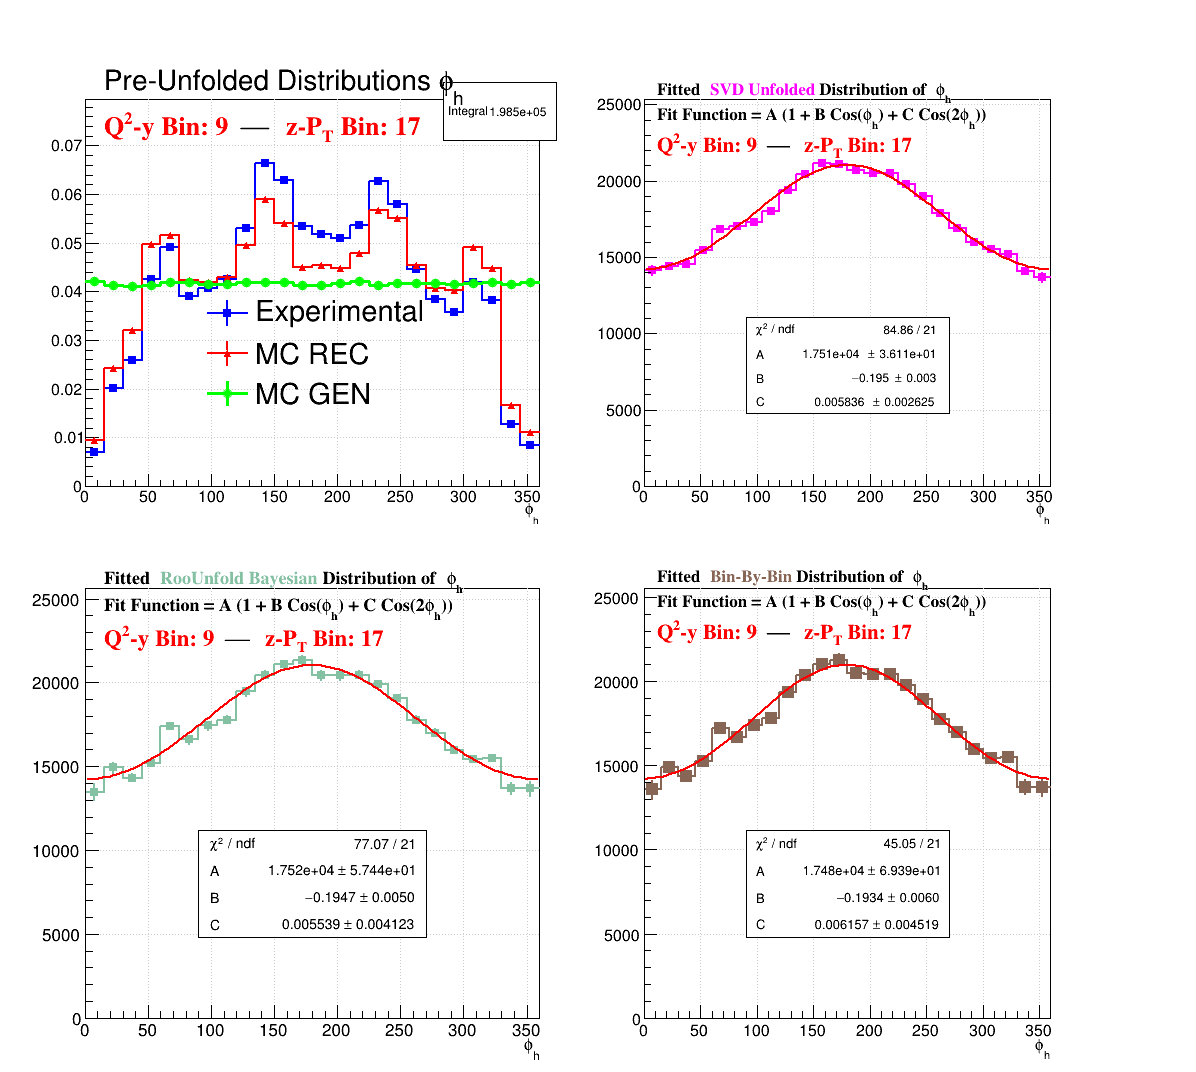 Pre-Unfolded Distributions ϕh
Integral 1.985e+05
Q2-y Bin: 9 — z-PT Bin: 17
0.07
0.06
0.05
0.04
0.03
0.02
0.01
0
Experimental
MC REC
MC GEN
0 50 100 150 200 250 300 350
ϕh
Fitted SVD Unfolded Distribution of ϕh
Fit Function = A (1 + B Cos(ϕh) + C Cos(2ϕh))
Q2-y Bin: 9 — z-PT Bin: 17
25000
20000
15000
10000
5000
0
χ2 / ndf 84.86 / 21
A 1.751e+04 ± 3.611e+01
B −0.195 ± 0.003
C 0.005836 ± 0.002625
0 50 100 150 200 250 300 350
ϕh
Fitted RooUnfold Bayesian Distribution of ϕh
Fit Function = A (1 + B Cos(ϕh) + C Cos(2ϕh))
Q2-y Bin: 9 — z-PT Bin: 17
25000
20000
15000
10000
5000
0
χ2 / ndf 77.07 / 21
A 1.752e+04 ± 5.744e+01
B −0.1947 ± 0.0050
C 0.005539 ± 0.004123
0 50 100 150 200 250 300 350
ϕh
Fitted Bin-By-Bin Distribution of ϕh
Fit Function = A (1 + B Cos(ϕh) + C Cos(2ϕh))
Q2-y Bin: 9 — z-PT Bin: 17
25000
20000
15000
10000
5000
0
χ2 / ndf 45.05 / 21
A 1.748e+04 ± 6.939e+01
B −0.1934 ± 0.0060
C 0.006157 ± 0.004519
0 50 100 150 200 250 300 350
ϕh